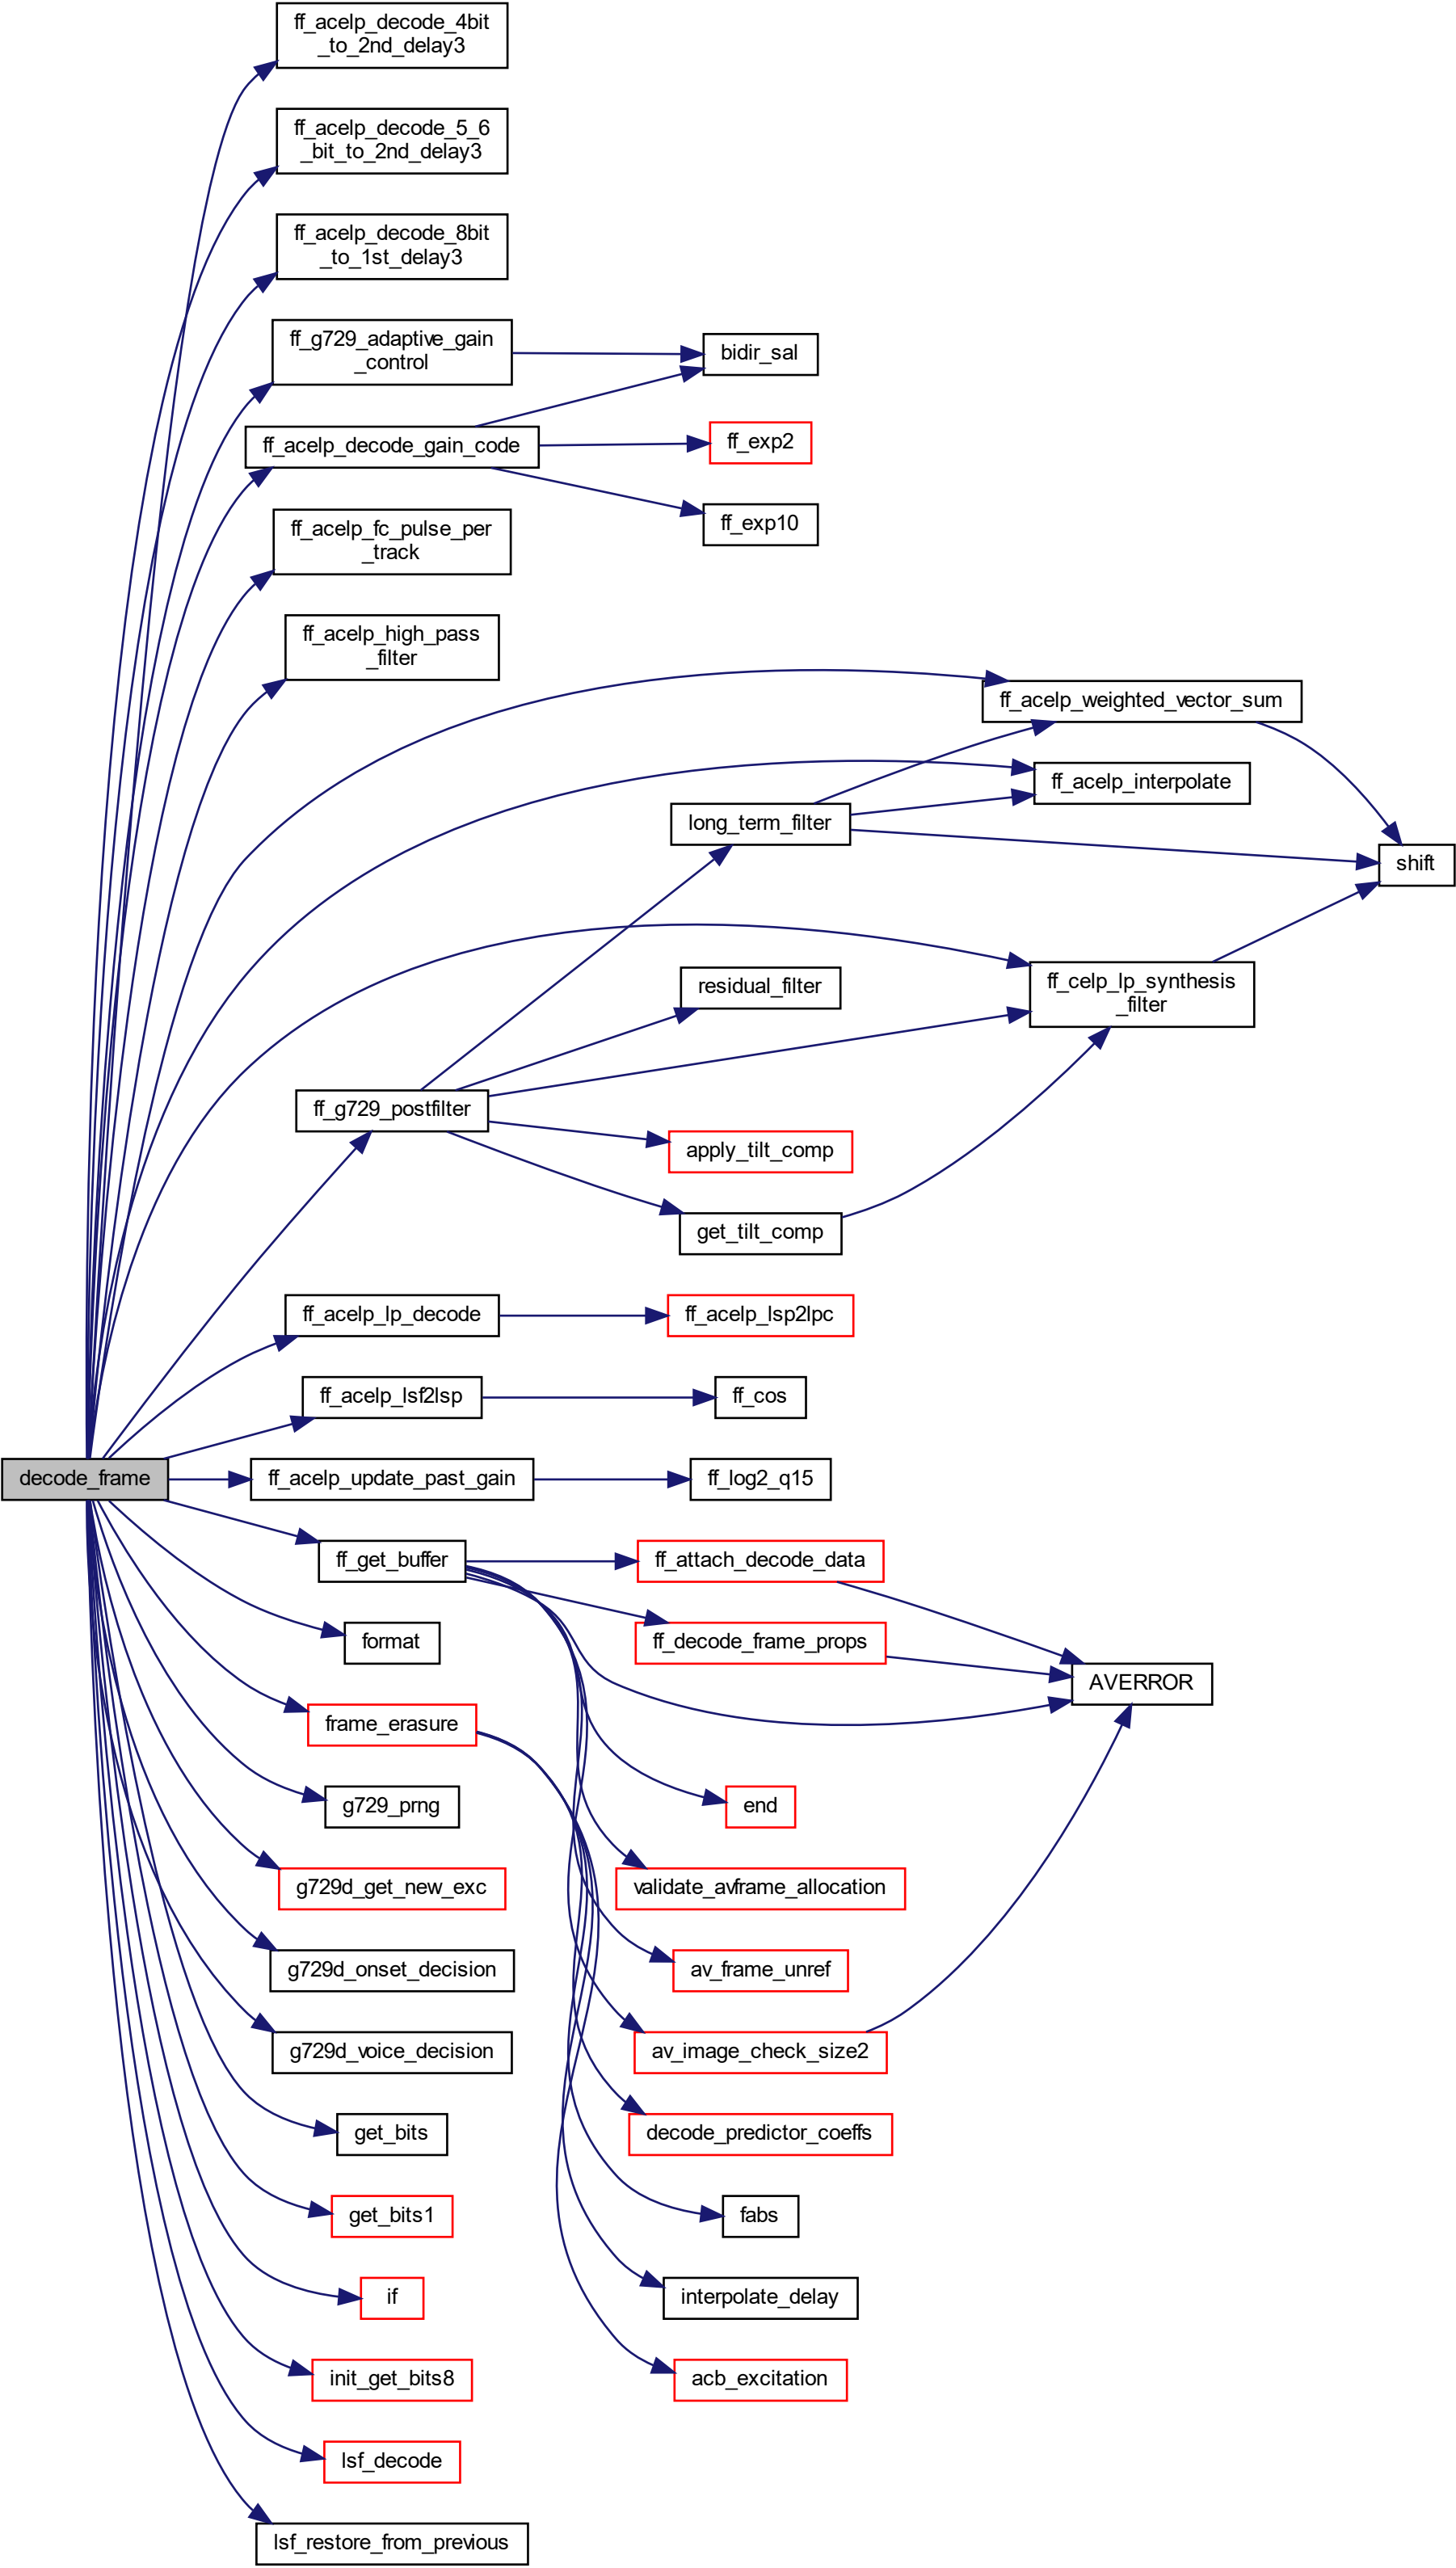 ff_acelp_decode_4bit
_to_2nd_delay3
ff_acelp_decode_5_6
_bit_to_2nd_delay3
ff_acelp_decode_8bit
_to_1st_delay3
ff_g729_adaptive_gain
_control
bidir_sal
ff_acelp_decode_gain_code
ff_exp2
ff_exp10
ff_acelp_fc_pulse_per
_track
ff_acelp_high_pass
_filter
ff_acelp_weighted_vector_sum
ff_acelp_interpolate
long_term_filter
shift
residual_filter
ff_celp_lp_synthesis
_filter
ff_g729_postfilter
apply_tilt_comp
get_tilt_comp
ff_acelp_lp_decode
ff_acelp_lsp2lpc
ff_acelp_lsf2lsp
ff_cos
decode_frame
ff_acelp_update_past_gain
ff_log2_q15
ff_get_buffer
ff_attach_decode_data
format
ff_decode_frame_props
AVERROR
frame_erasure
g729_prng
end
g729d_get_new_exc
validate_avframe_allocation
g729d_onset_decision
av_frame_unref
g729d_voice_decision
av_image_check_size2
get_bits
decode_predictor_coeffs
get_bits1
fabs
if
interpolate_delay
init_get_bits8
acb_excitation
lsf_decode
lsf_restore_from_previous